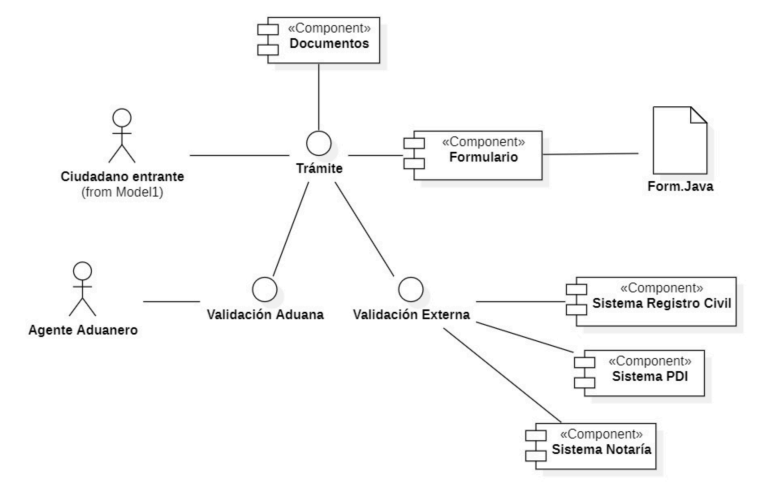 «Component»
Documentos
Ciudadano entrante
(from Model1)
Trámite
«Component»
Formulario
Form.Java
Agente Aduanero
Validación Aduana
Validación Externa
«Component»
Sistema Registro Civil
«Component»
Sistema PDI
«Component»
Sistema Notaría